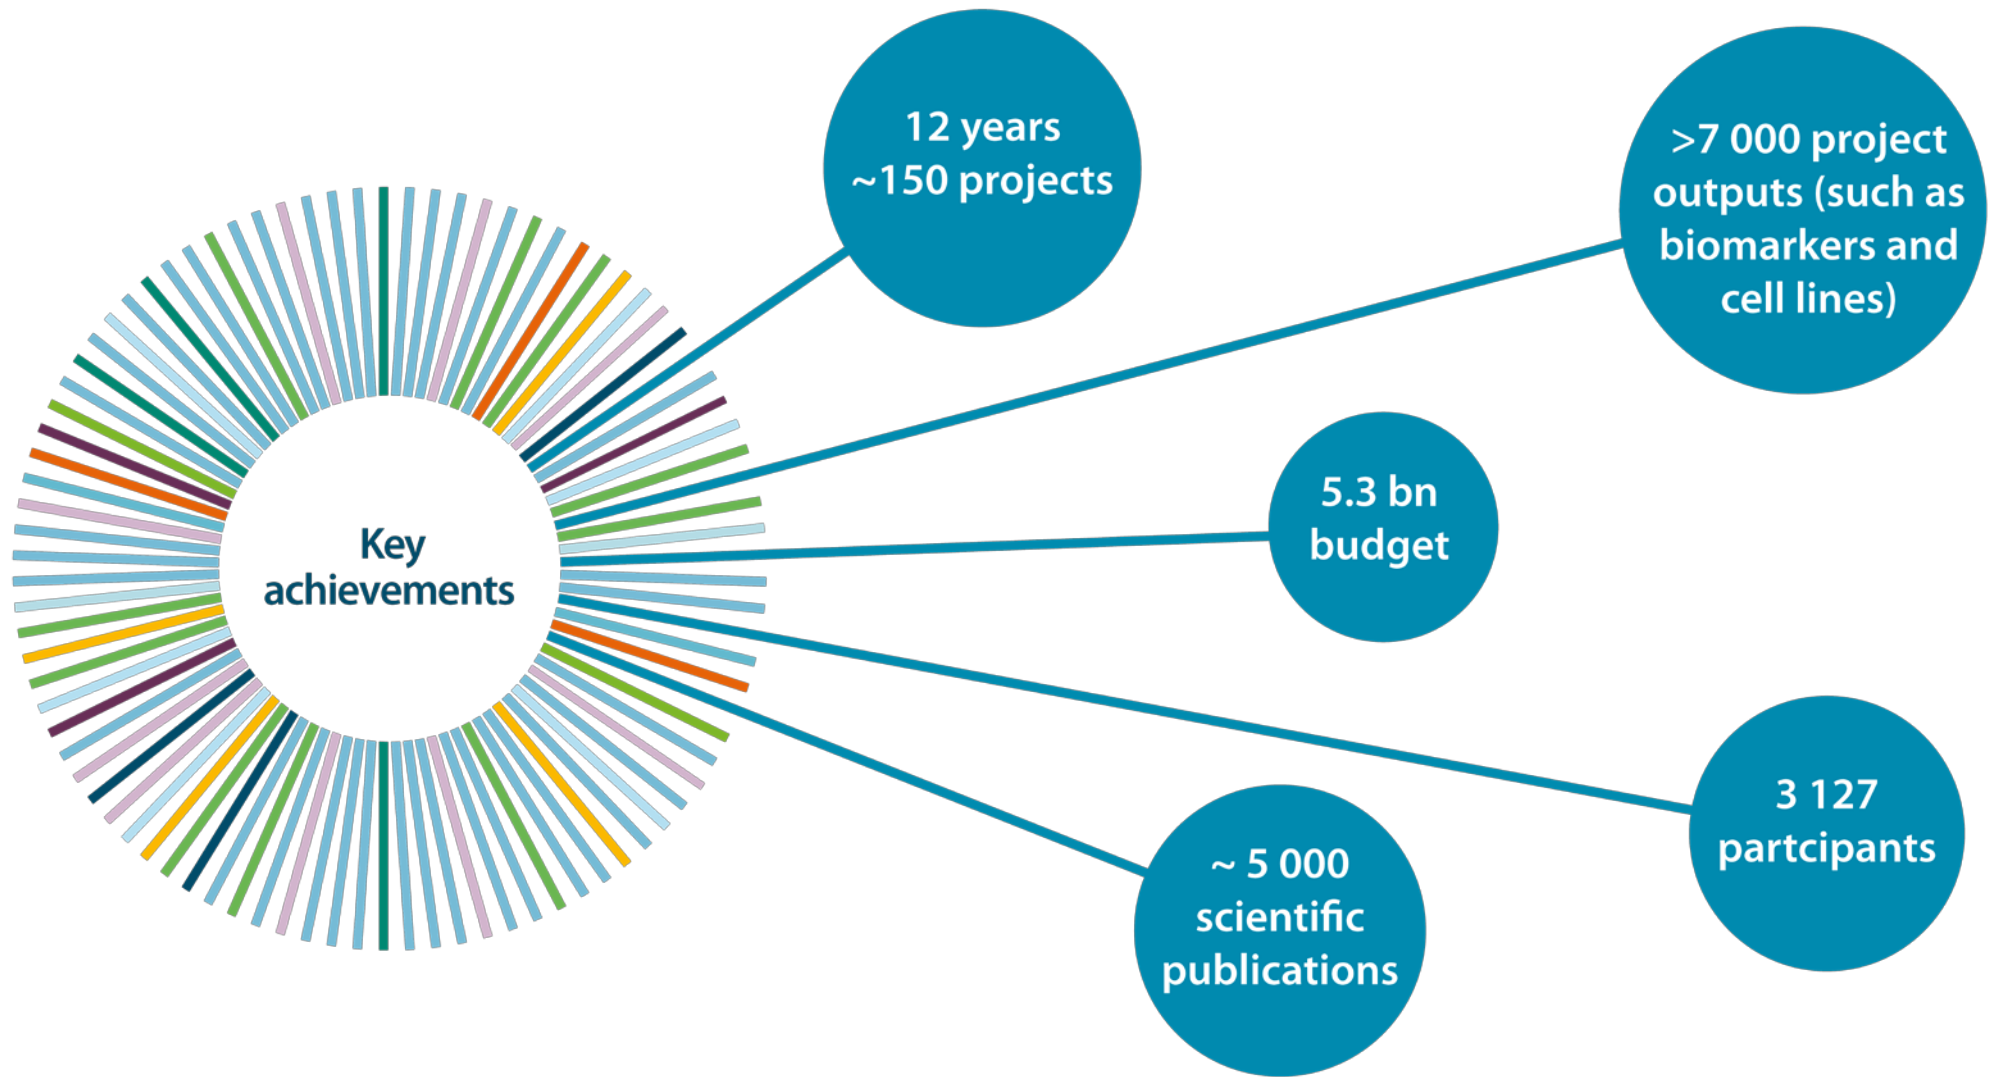 Key
achievements
12 years
~150 projects
>7 000 project
outputs (such as
biomarkers and
cell lines)
5.3 bn
budget
3 127
partcipants
~ 5 000
scientific
publications